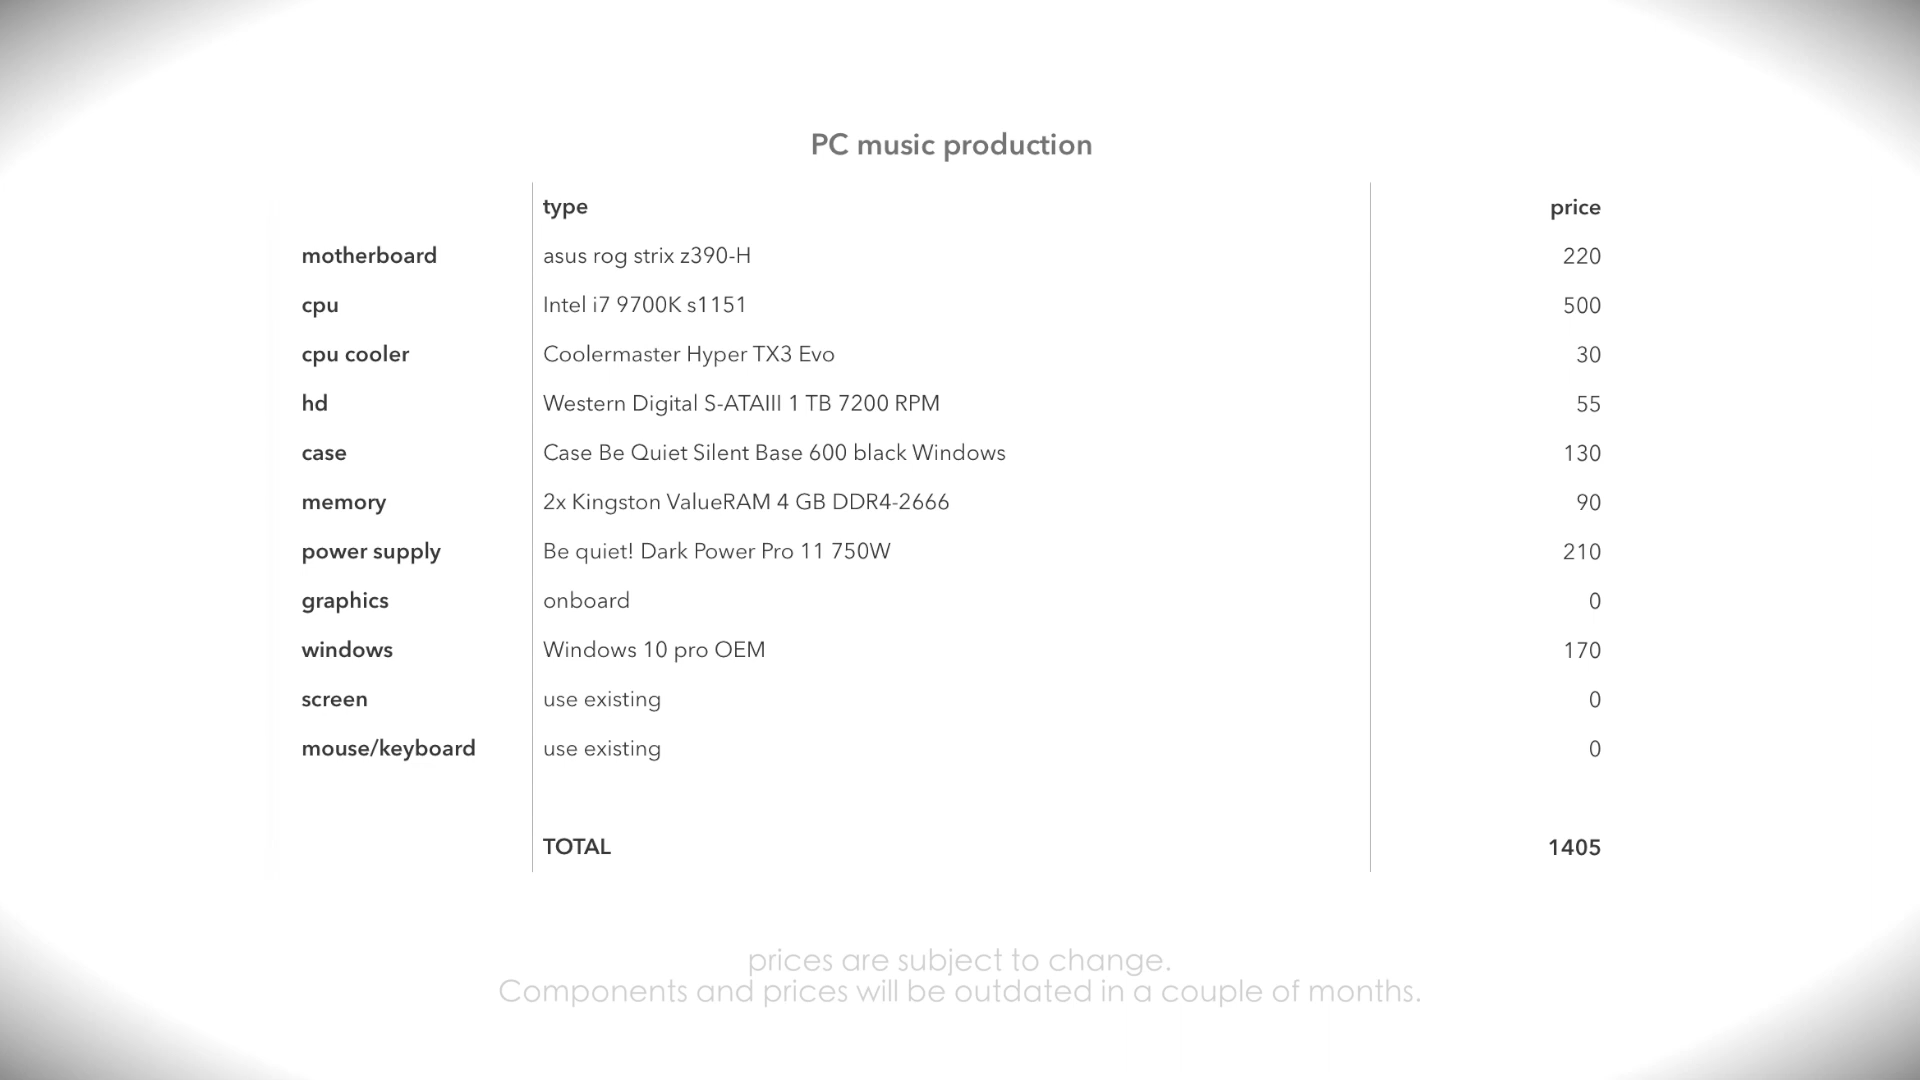 PC music production
type price
motherboard asus rog strix z390-H 220
cpu Intel i7 9700K s1151 500
cpu cooler Coolermaster Hyper TX3 Evo 30
hd Western Digital S-ATAIII 1 TB 7200 RPM 55
case Case Be Quiet Silent Base 600 black Windows 130
memory 2x Kingston ValueRAM 4 GB DDR4-2666 90
power supply Be quiet! Dark Power Pro 11 750W 210
graphics onboard 0
windows Windows 10 pro OEM 170
screen use existing 0
mouse/keyboard use existing 0
TOTAL 1405
prices are subject to change.
Components and prices will be outdated in a couple of months.